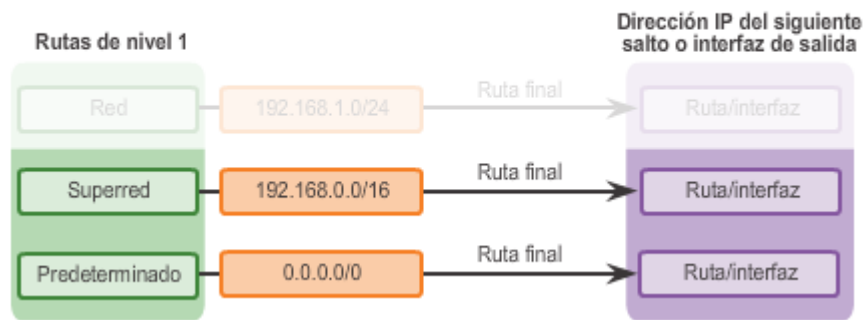 Rutas de nivel 1
Dirección IP del siguiente
salto o interfaz de salida
Red
192.168.1.0/24
Ruta final
Ruta/interfaz
Superred
192.168.0.0/16
Ruta final
Ruta/interfaz
Predeterminado
0.0.0.0/0
Ruta final
Ruta/interfaz